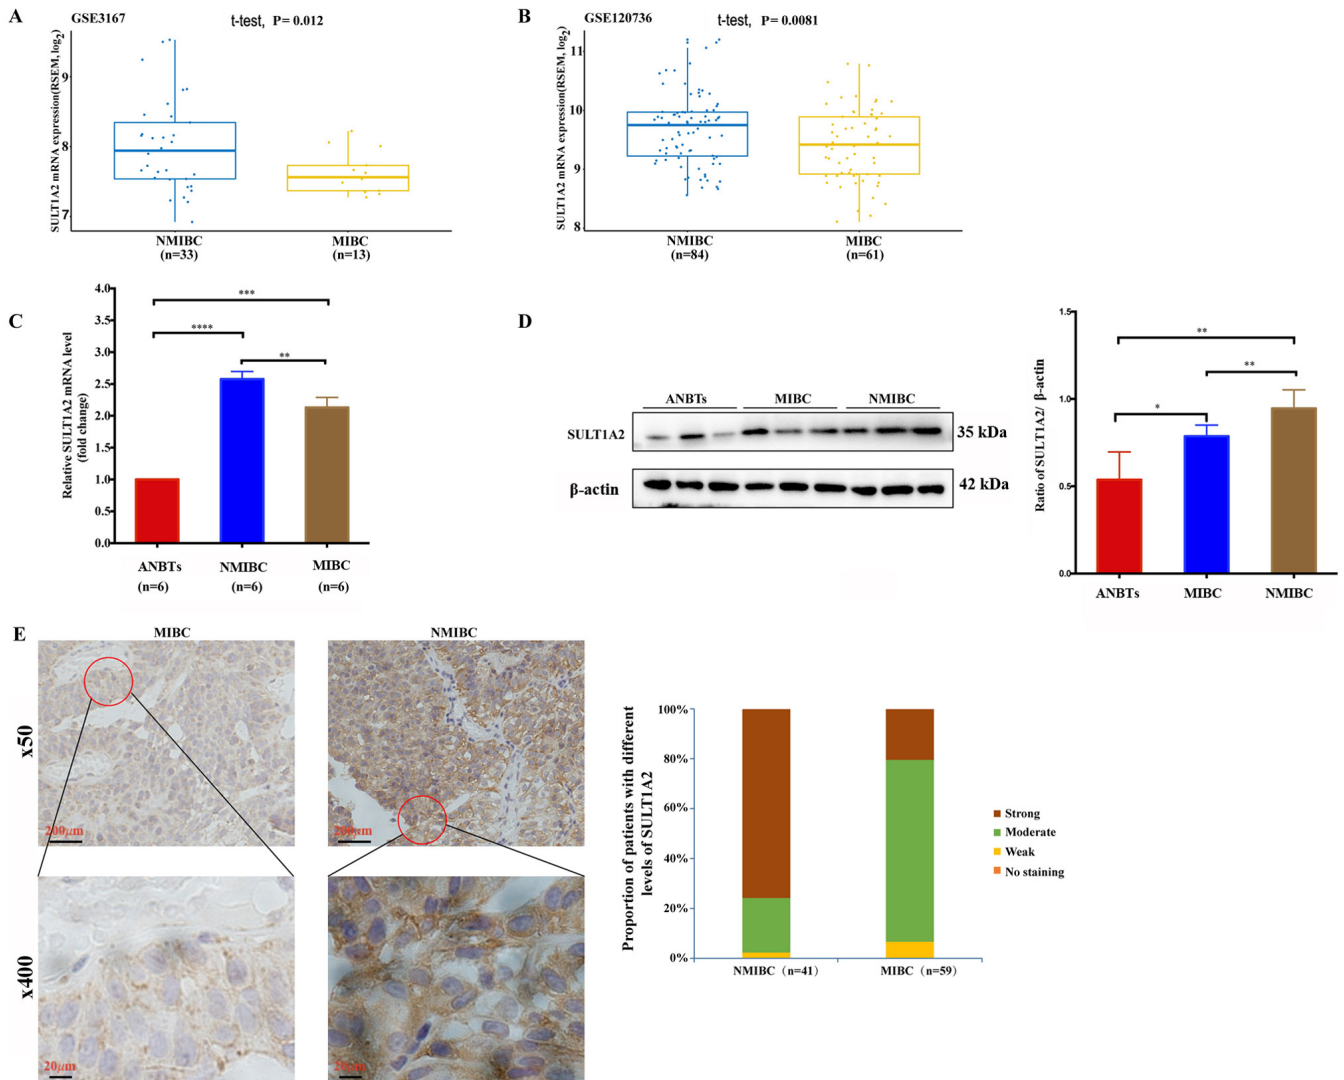 A
GSE3167
t-test, P= 0.012
SULT1A2 mRNA expression(RSEM, log2)
9
8
7
NMIBC
(n=33)
MIBC
(n=13)
B
GSE120736
t-test, P= 0.0081
SULT1A2 mRNA expression(RSEM, log2)
11
10
9
8
NMIBC
(n=84)
MIBC
(n=61)
C
Relative SULT1A2 mRNA level
(fold change)
4.0
3.5
3.0
2.5
2.0
1.5
1.0
0.5
0.0
***
****
**
ANBTs
(n=6)
NMIBC
(n=6)
MIBC
(n=6)
D
ANBTs MIBC NMIBC
SULT1A2 35 kDa
β-actin 42 kDa
Ratio of SULT1A2/ β-actin
1.5
1.0
0.5
0.0
**
**
*
ANBTs MIBC NMIBC
E
MIBC NMIBC
x50
200μm 200μm
x400
20μm 20μm
Proportion of patients with different
levels of SULT1A2
100%
80%
60%
40%
20%
0%
NMIBC (n=41) MIBC (n=59)
Strong
Moderate
Weak
No staining